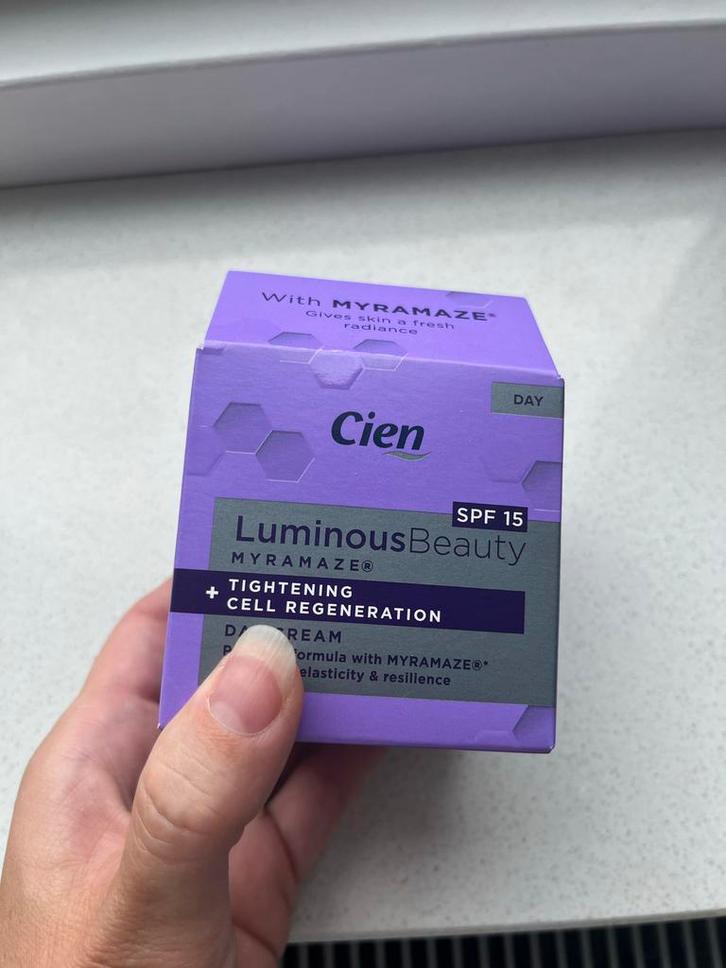 With MYRAMAZE®
Gives skin a fresh
radiance
DAY
Cien
SPF 15
LuminousBeauty
MYRAMAZE®
+ TIGHTENING
CELL REGENERATION
CREAM
formula with MYRAMAZE®*
elasticity & resilience